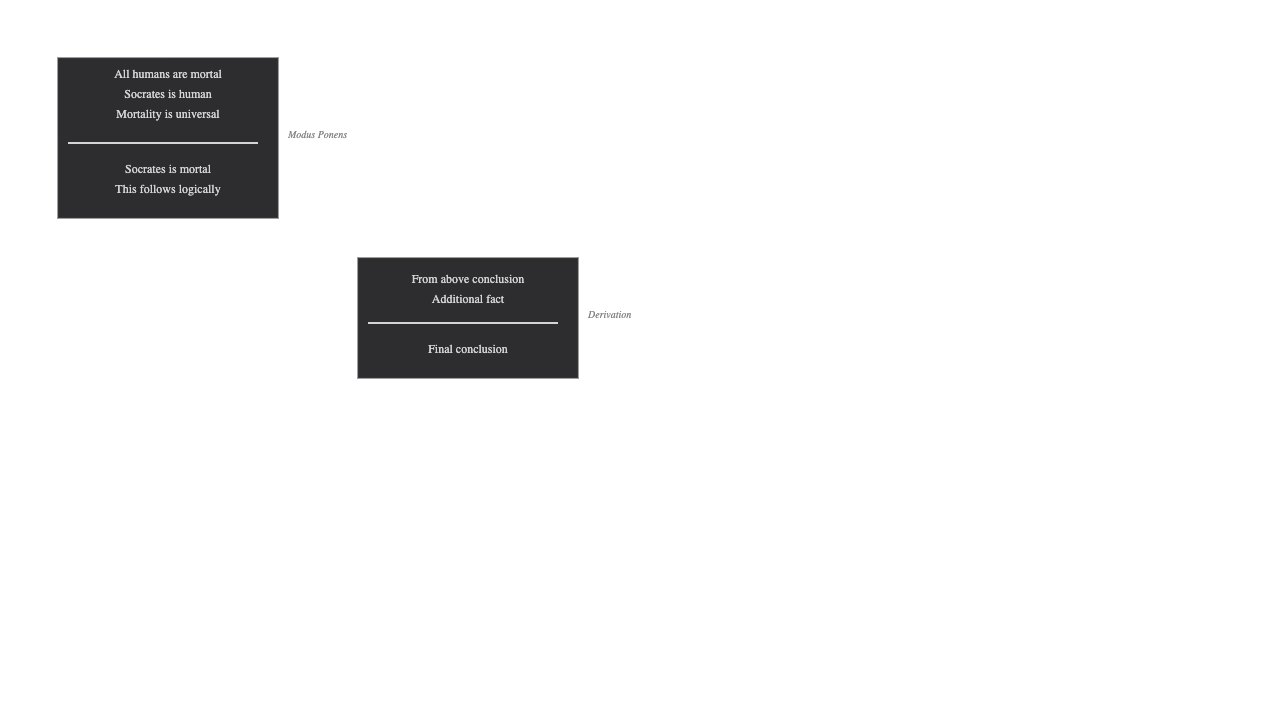 All humans are mortal
Socrates is human
Mortality is universal
Modus Ponens
Socrates is mortal
This follows logically
From above conclusion
Additional fact
Derivation
Final conclusion